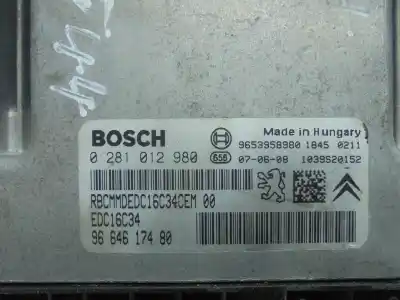 BOSCH
Made in Hungary
9653958980 1845 0211
0 281 012 980
658
07-06-08 1039S20152
RBCMMDEDC16C34CEM 00
EDC16C34
96 646 174 80